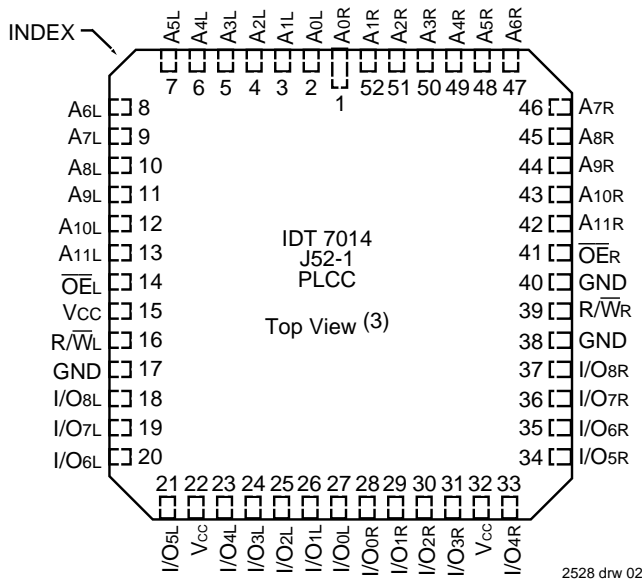 INDEX
A5L A4L A3L A2L A1L A0L A0R A1R A2R A3R A4R A5R A6R
7 6 5 4 3 2 1 52 51 50 49 48 47
A6L 8 46 A7R
A7L 9 45 A8R
A8L 10 44 A9R
A9L 11 43 A10R
A10L 12 42 A11R
A11L 13 41 O̅E̅R
O̅E̅L 14 40 GND
VCC 15 39 R/W̅R
R/W̅L 16 38 GND
GND 17 37 I/O8R
I/O8L 18 36 I/O7R
I/O7L 19 35 I/O6R
I/O6L 20 34 I/O5R
IDT 7014
J52-1
PLCC
Top View (3)
21 22 23 24 25 26 27 28 29 30 31 32 33
I/O5L VCC I/O4L I/O3L I/O2L I/O1L I/O0L I/O0R I/O1R I/O2R I/O3R VCC I/O4R
2528 drw 02